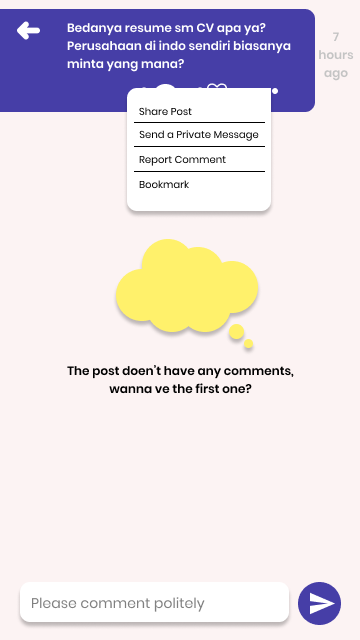 Bedanya resume sm CV apa ya?
Perusahaan di indo sendiri biasanya
minta yang mana?
7
hours
ago
Share Post
Send a Private Message
Report Comment
Bookmark
The post doen't have any comments,
wanna ve the first one?
Please comment politely